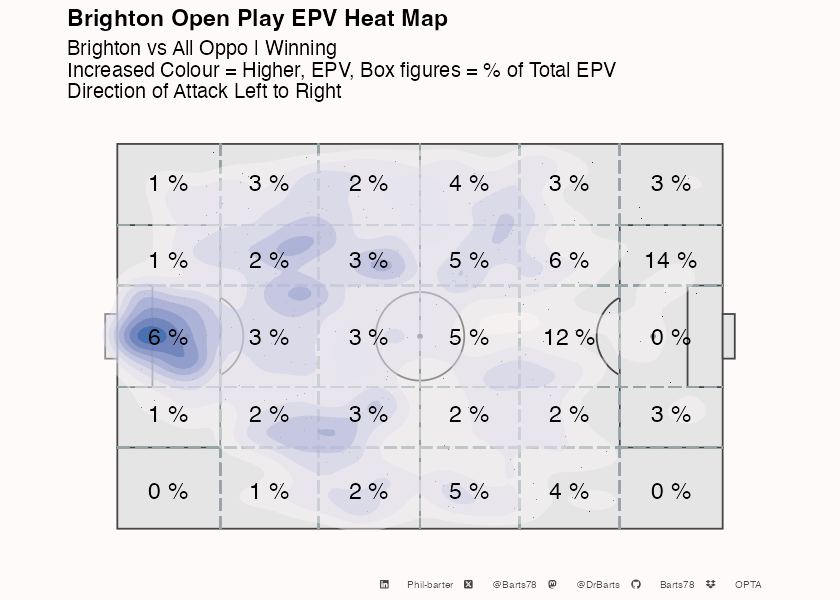 Brighton Open Play EPV Heat Map
Brighton vs All Oppo | Winning
Increased Colour = Higher, EPV, Box figures = % of Total EPV
Direction of Attack Left to Right
1 % 3 % 2 % 4 % 3 % 3 %
1 % 2 % 3 % 5 % 6 % 14 %
6 % 3 % 3 % 5 % 12 % 0 %
1 % 2 % 3 % 2 % 2 % 3 %
0 % 1 % 2 % 5 % 4 % 0 %
Phil-barter @Barts78 @DrBarts Barts78 OPTA